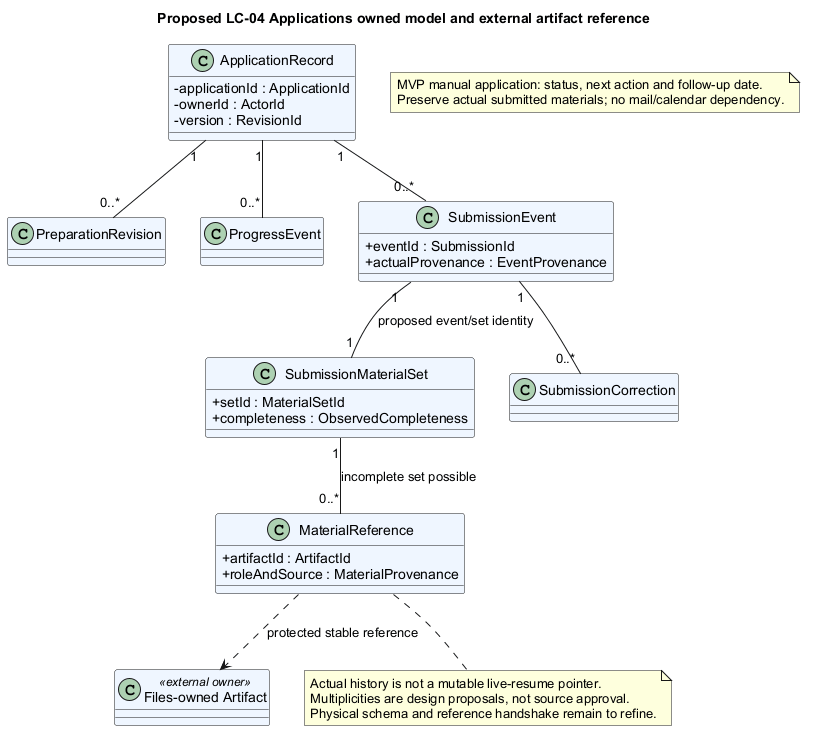 Proposed LC-04 Applications owned model and external artifact reference
C ApplicationRecord
-applicationId : ApplicationId
-ownerId : ActorId
-version : RevisionId
MVP manual application: status, next action and follow-up date.
Preserve actual submitted materials; no mail/calendar dependency.
1 1 1
0..* 0..* 0..*
C PreparationRevision
C ProgressEvent
C SubmissionEvent
+eventId : SubmissionId
+actualProvenance : EventProvenance
1 1
proposed event/set identity
1 0..*
C SubmissionMaterialSet
+setId : MaterialSetId
+completeness : ObservedCompleteness
C SubmissionCorrection
1
incomplete set possible
0..*
C MaterialReference
+artifactId : ArtifactId
+roleAndSource : MaterialProvenance
protected stable reference
«external owner»
C Files-owned Artifact
Actual history is not a mutable live-resume pointer.
Multiplicities are design proposals, not source approval.
Physical schema and reference handshake remain to refine.